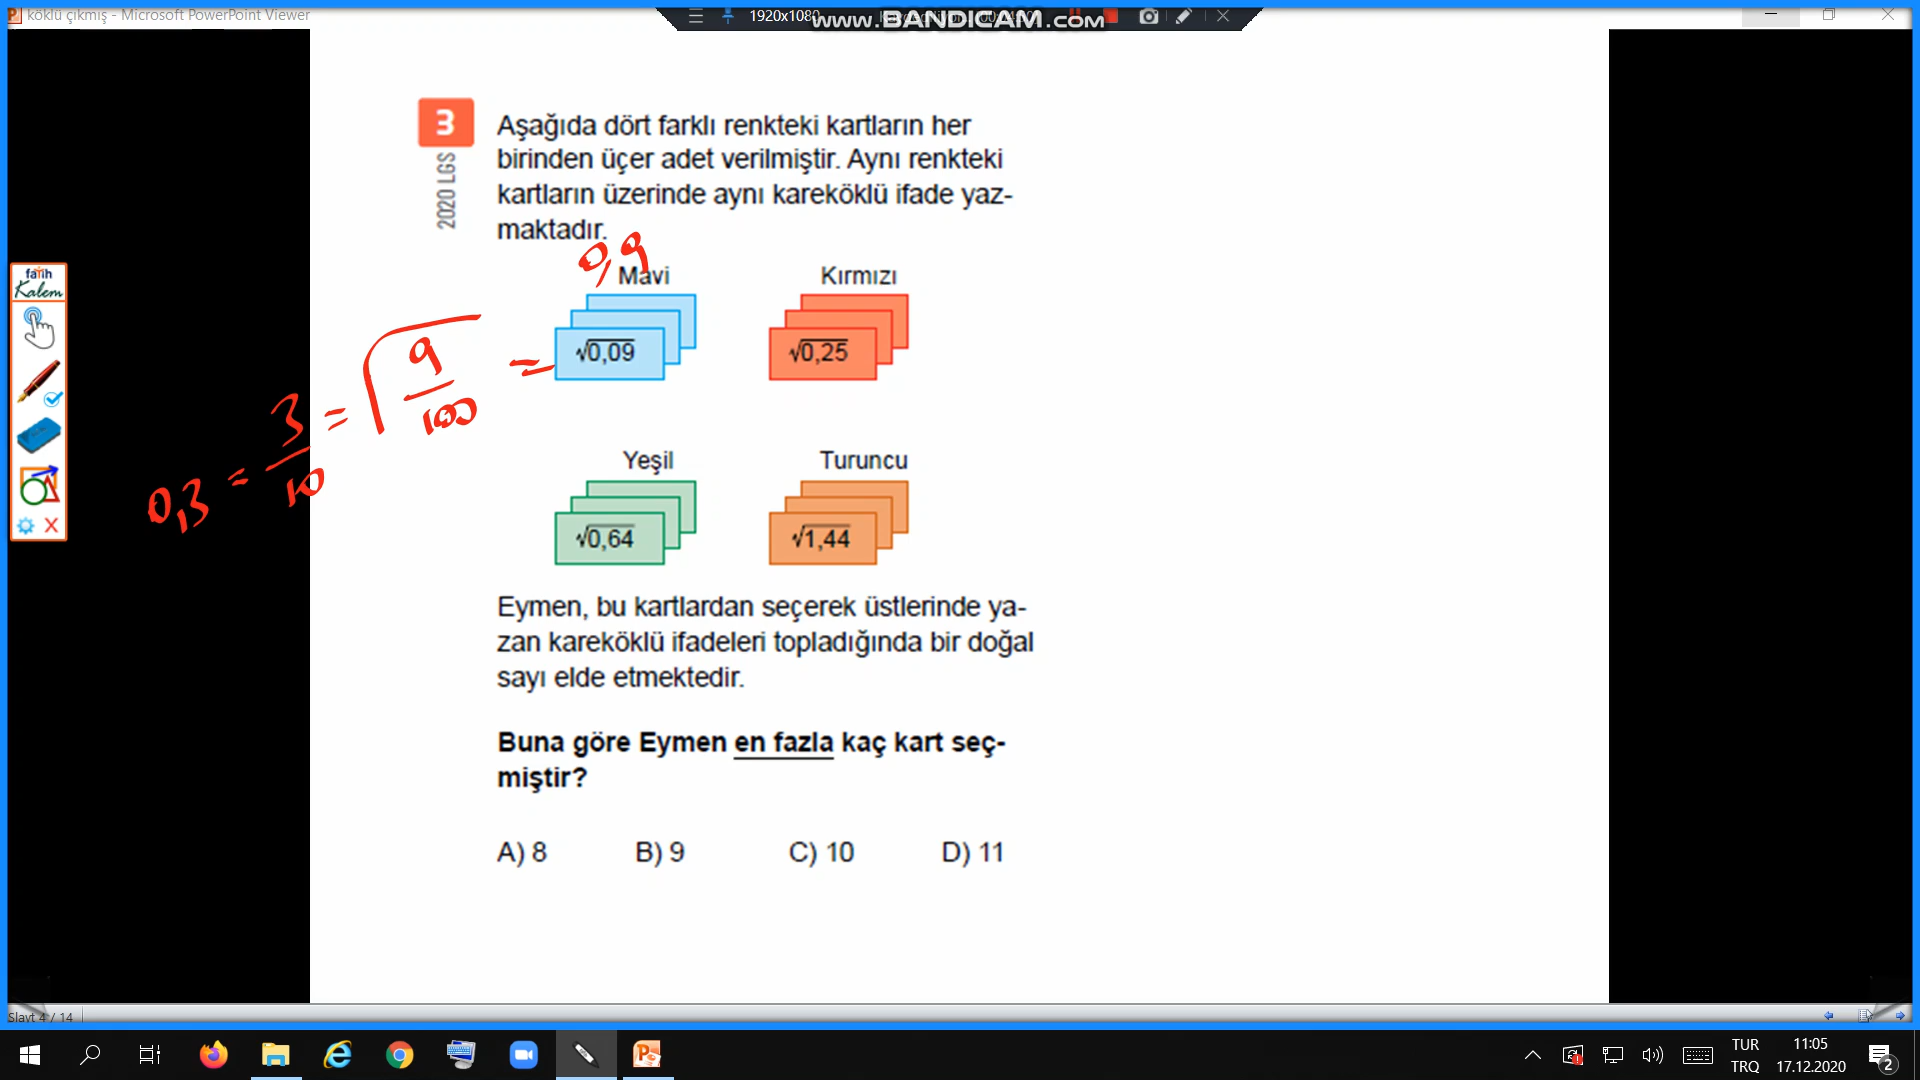 köklü çıkmış - Microsoft PowerPoint Viewer
1920x1080
www.BANDICAM.com
3
2020 LGS
Aşağıda dört farklı renkteki kartların her
birinden üçer adet verilmiştir. Aynı renkteki
kartların üzerinde aynı kareköklü ifade yaz-
maktadır.
0,9
Mavi
Kırmızı
√0,09
√0,25
0,3 = 3/10 = √9/100 =
fatih
Kalem
Yeşil
Turuncu
√0,64
√1,44
Eymen, bu kartlardan seçerek üstlerinde ya-
zan kareköklü ifadeleri topladığında bir doğal
sayı elde etmektedir.
Buna göre Eymen en fazla kaç kart seç-
miştir?
A) 8 B) 9 C) 10 D) 11
Slayt 4 / 14
TUR
TRQ
11:05
17.12.2020
2